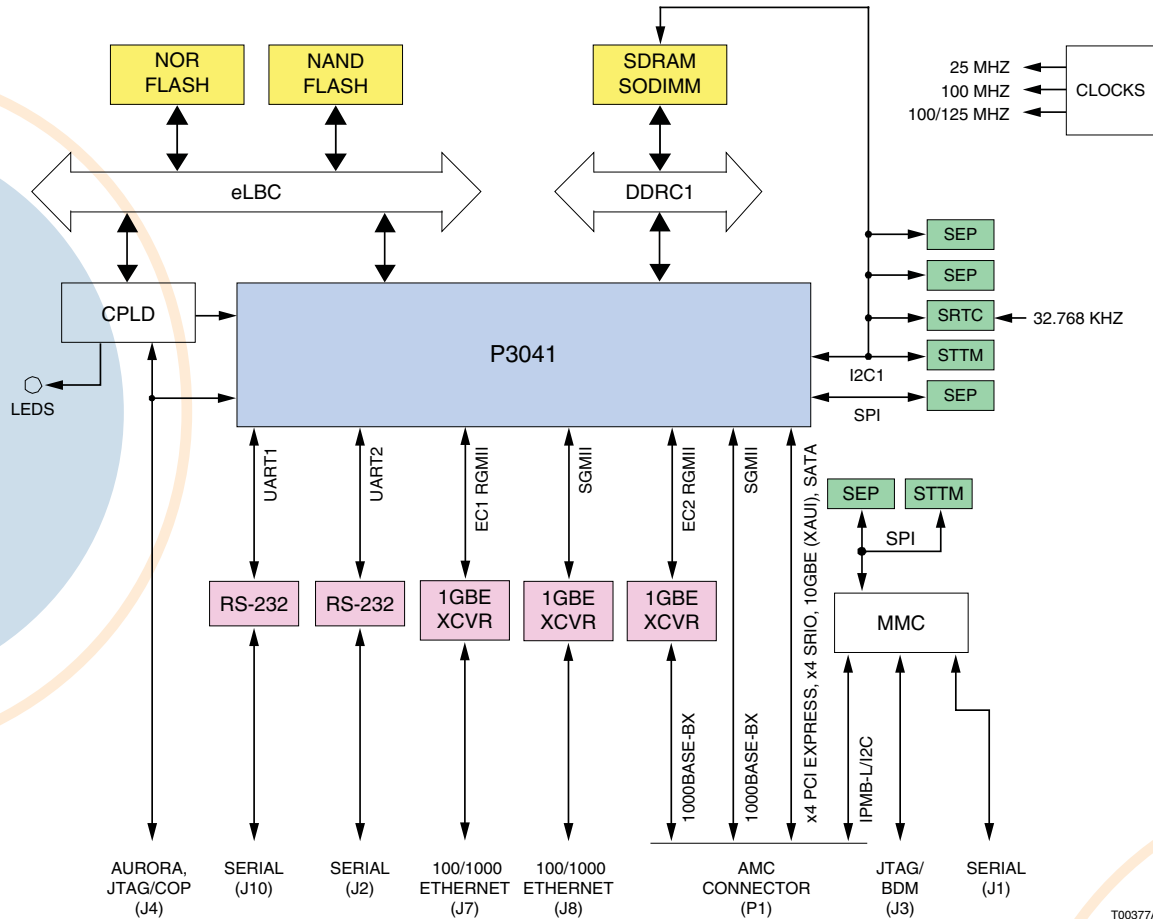 NOR
FLASH
NAND
FLASH
SDRAM
SODIMM
25 MHZ
100 MHZ
100/125 MHZ
CLOCKS
eLBC
DDRC1
SEP
SEP
SRTC
32.768 KHZ
STTM
I2C1
SEP
SPI
CPLD
P3041
LEDS
UART1
UART2
EC1 RGMII
SGMII
EC2 RGMII
SGMII
x4 PCI EXPRESS, x4 SRIO, 10GBE (XAUI), SATA
SEP
STTM
SPI
RS-232
RS-232
1GBE
XCVR
1GBE
XCVR
1GBE
XCVR
MMC
1000BASE-BX
1000BASE-BX
IPMB-L/I2C
AURORA,
JTAG/COP
(J4)
SERIAL
(J10)
SERIAL
(J2)
100/1000
ETHERNET
(J7)
100/1000
ETHERNET
(J8)
AMC
CONNECTOR
(P1)
JTAG/
BDM
(J3)
SERIAL
(J1)